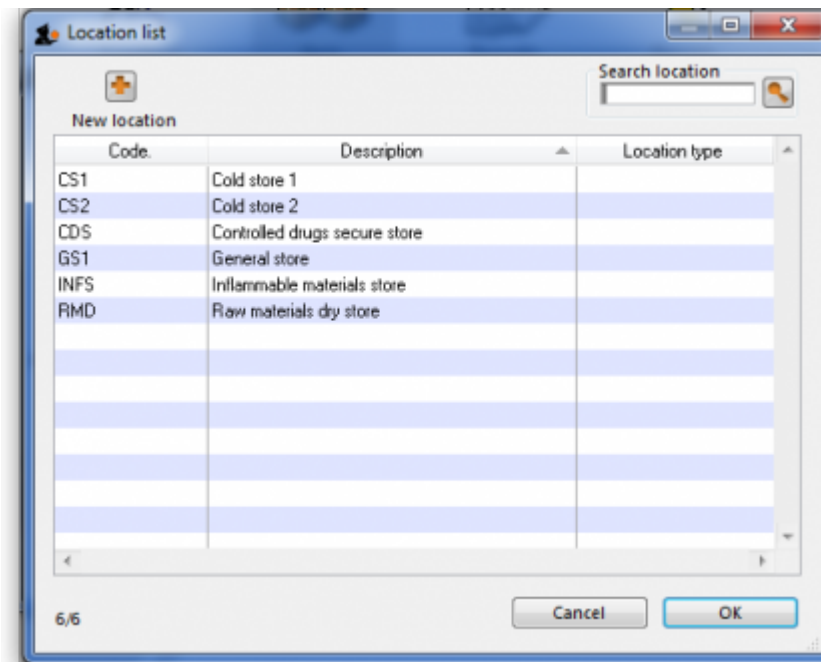 Location list
Search location
New location
Code. Description Location type
CS1 Cold store 1
CS2 Cold store 2
CDS Controlled drugs secure store
GS1 General store
INFS Inflammable materials store
RMD Raw materials dry store
6/6 Cancel OK